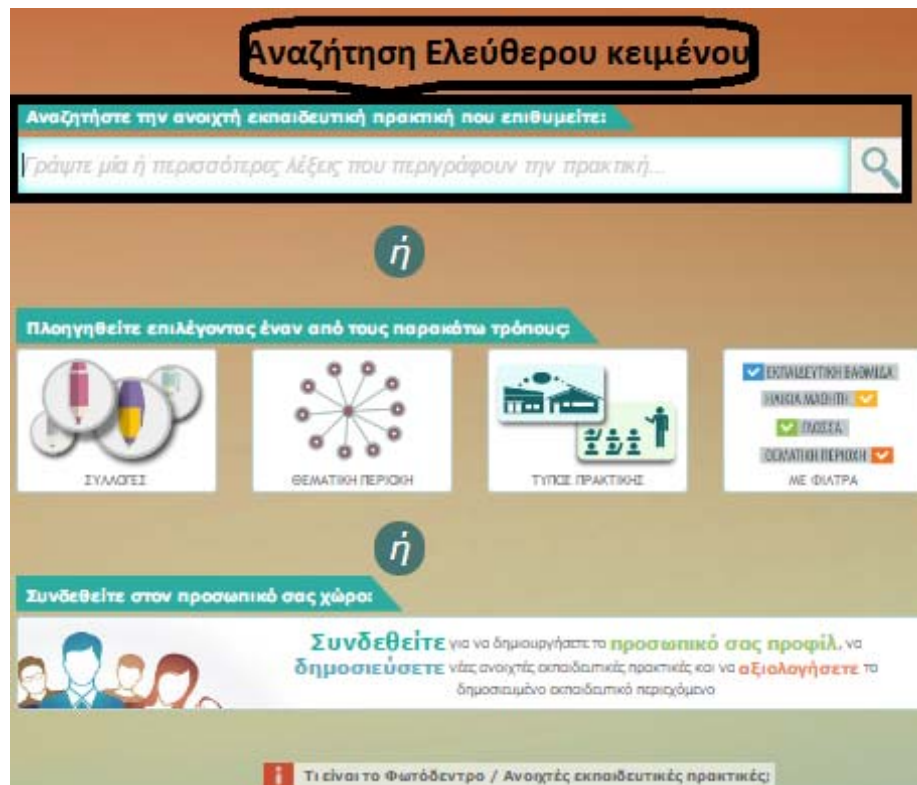 Αναζήτηση Ελεύθερου κειμένου
Αναζητήστε την ανοιχτή εκπαιδευτική πρακτική που επιθυμείτε:
Γράψτε μία ή περισσότερες λέξεις που περιγράφουν την πρακτική...
ή
Πλοηγηθείτε επιλέγοντας έναν από τους παρακάτω τρόπους:
ΣΥΛΛΟΓΕΣ
ΘΕΜΑΤΙΚΗ ΠΕΡΙΟΧΗ
ΤΥΠΟΣ ΠΡΑΚΤΙΚΗΣ
ΕΚΠΑΙΔΕΥΤΙΚΗ ΒΑΘΜΙΔΑ
ΗΛΙΚΙΑ ΜΑΘΗΤΗ
ΓΛΩΣΣΑ
ΘΕΜΑΤΙΚΗ ΠΕΡΙΟΧΗ
ΜΕ ΦΙΛΤΡΑ
ή
Συνδεθείτε στον προσωπικό σας χώρο:
Συνδεθείτε για να δημιουργήσετε το προσωπικό σας προφίλ, να
δημοσιεύσετε νέες ανοιχτές εκπαιδευτικές πρακτικές και να αξιολογήσετε το
δημοσιευμένο εκπαιδευτικό περιεχόμενο
i Τι είναι το Φωτόδεντρο / Ανοιχτές εκπαιδευτικές πρακτικές;